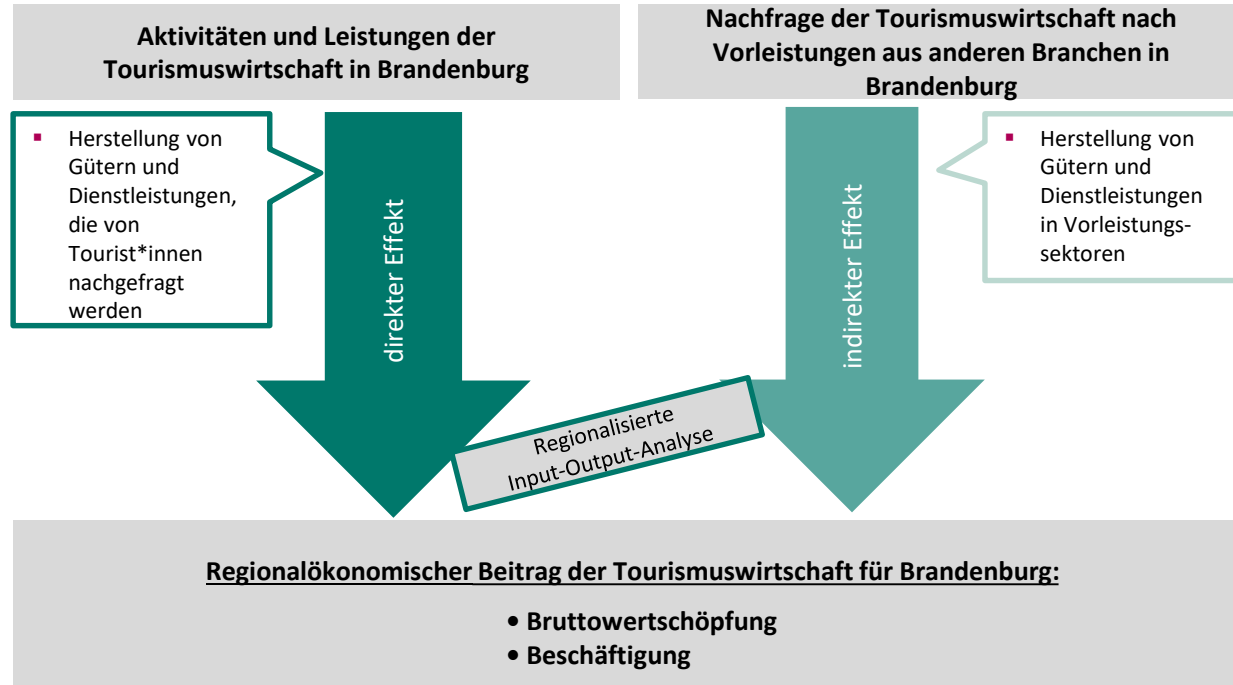 Aktivitäten und Leistungen der
Tourismuswirtschaft in Brandenburg
Nachfrage der Tourismuswirtschaft nach
Vorleistungen aus anderen Branchen in
Brandenburg
▪ Herstellung von
Gütern und
Dienstleistungen,
die von
Tourist*innen
nachgefragt
werden
direkter Effekt
indirekter Effekt
▪ Herstellung von
Gütern und
Dienstleistungen
in Vorleistungs-
sektoren
Regionalisierte
Input-Output-Analyse
Regionalökonomischer Beitrag der Tourismuswirtschaft für Brandenburg:
• Bruttowertschöpfung
• Beschäftigung